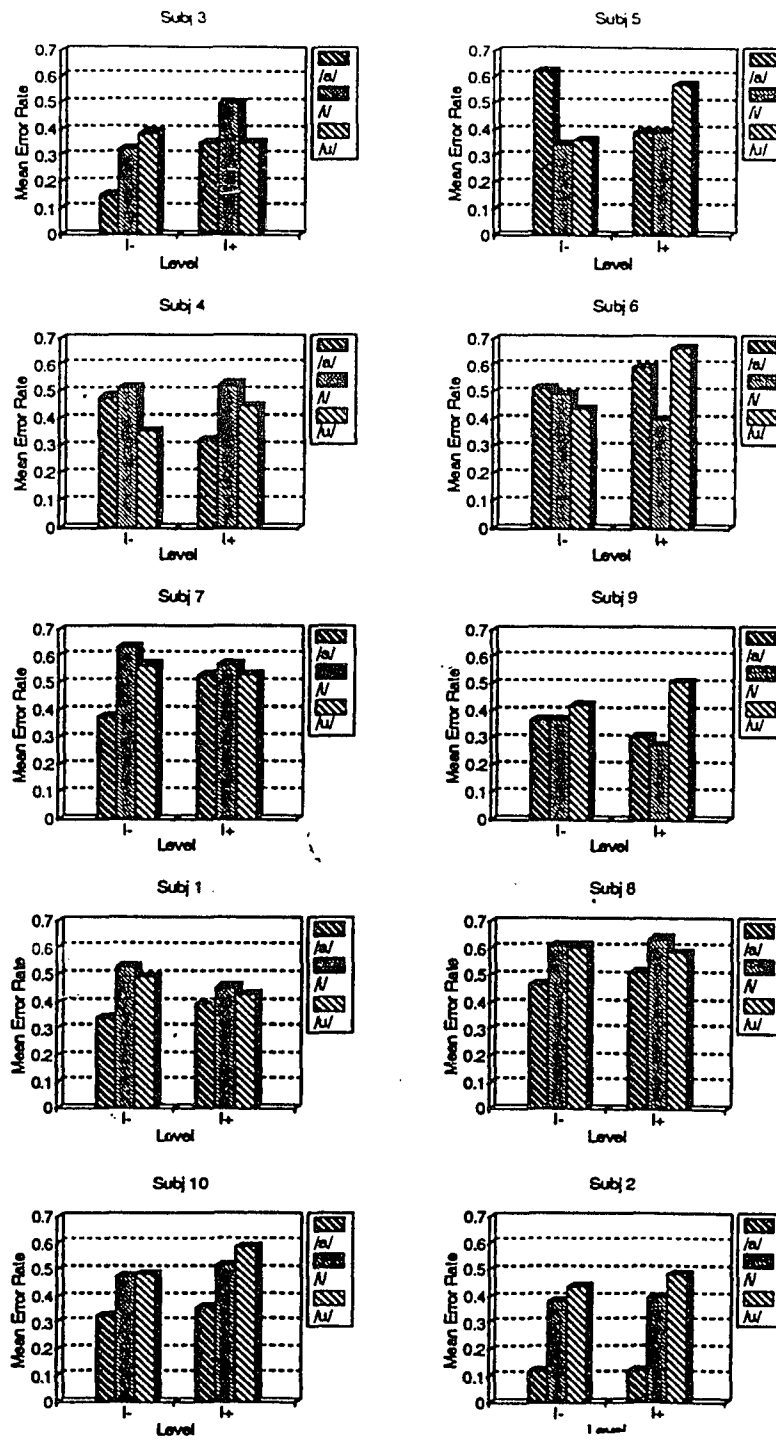 Subj 3
Mean Error Rate
0.7
0.6
0.5
0.4
0.3
0.2
0.1
0
I-
I+
Level
/a/
/i/
/u/
Subj 5
Mean Error Rate
0.7
0.6
0.5
0.4
0.3
0.2
0.1
0
I-
I+
Level
/a/
/i/
/u/
Subj 4
Mean Error Rate
0.7
0.6
0.5
0.4
0.3
0.2
0.1
0
I-
I+
Level
/a/
/i/
/u/
Subj 6
Mean Error Rate
0.7
0.6
0.5
0.4
0.3
0.2
0.1
0
I-
I+
Level
/a/
/i/
/u/
Subj 7
Mean Error Rate
0.7
0.6
0.5
0.4
0.3
0.2
0.1
0
I-
I+
Level
/a/
/i/
/u/
Subj 9
Mean Error Rate
0.7
0.6
0.5
0.4
0.3
0.2
0.1
0
I-
I+
Level
/a/
/i/
/u/
Subj 1
Mean Error Rate
0.7
0.6
0.5
0.4
0.3
0.2
0.1
0
I-
I+
Level
/a/
/i/
/u/
Subj 8
Mean Error Rate
0.7
0.6
0.5
0.4
0.3
0.2
0.1
0
I-
I+
Level
/a/
/i/
/u/
Subj 10
Mean Error Rate
0.7
0.6
0.5
0.4
0.3
0.2
0.1
0
I-
I+
Level
/a/
/i/
/u/
Subj 2
Mean Error Rate
0.7
0.6
0.5
0.4
0.3
0.2
0.1
0
I-
I+
Level
/a/
/i/
/u/